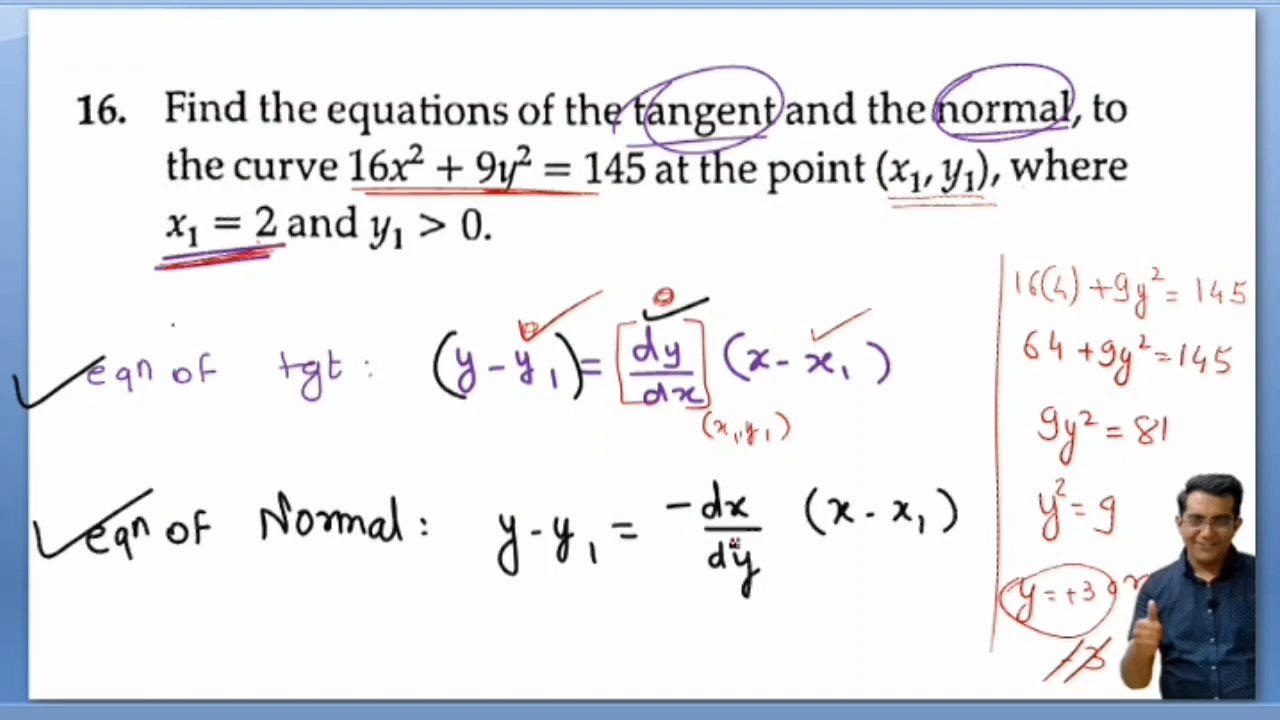 16. Find the equations of the tangent and the normal, to
the curve 16x² + 9y² = 145 at the point (x₁, y₁), where
x₁ = 2 and y₁ > 0.
eqn of tgt : (y - y₁) = [dy/dx] (x - x₁)
(x₁, y₁)
eqn of Normal : y - y₁ = -dx/dy (x - x₁)
16(4) + 9y² = 145
64 + 9y² = 145
9y² = 81
y² = 9
y = +3 or
-3